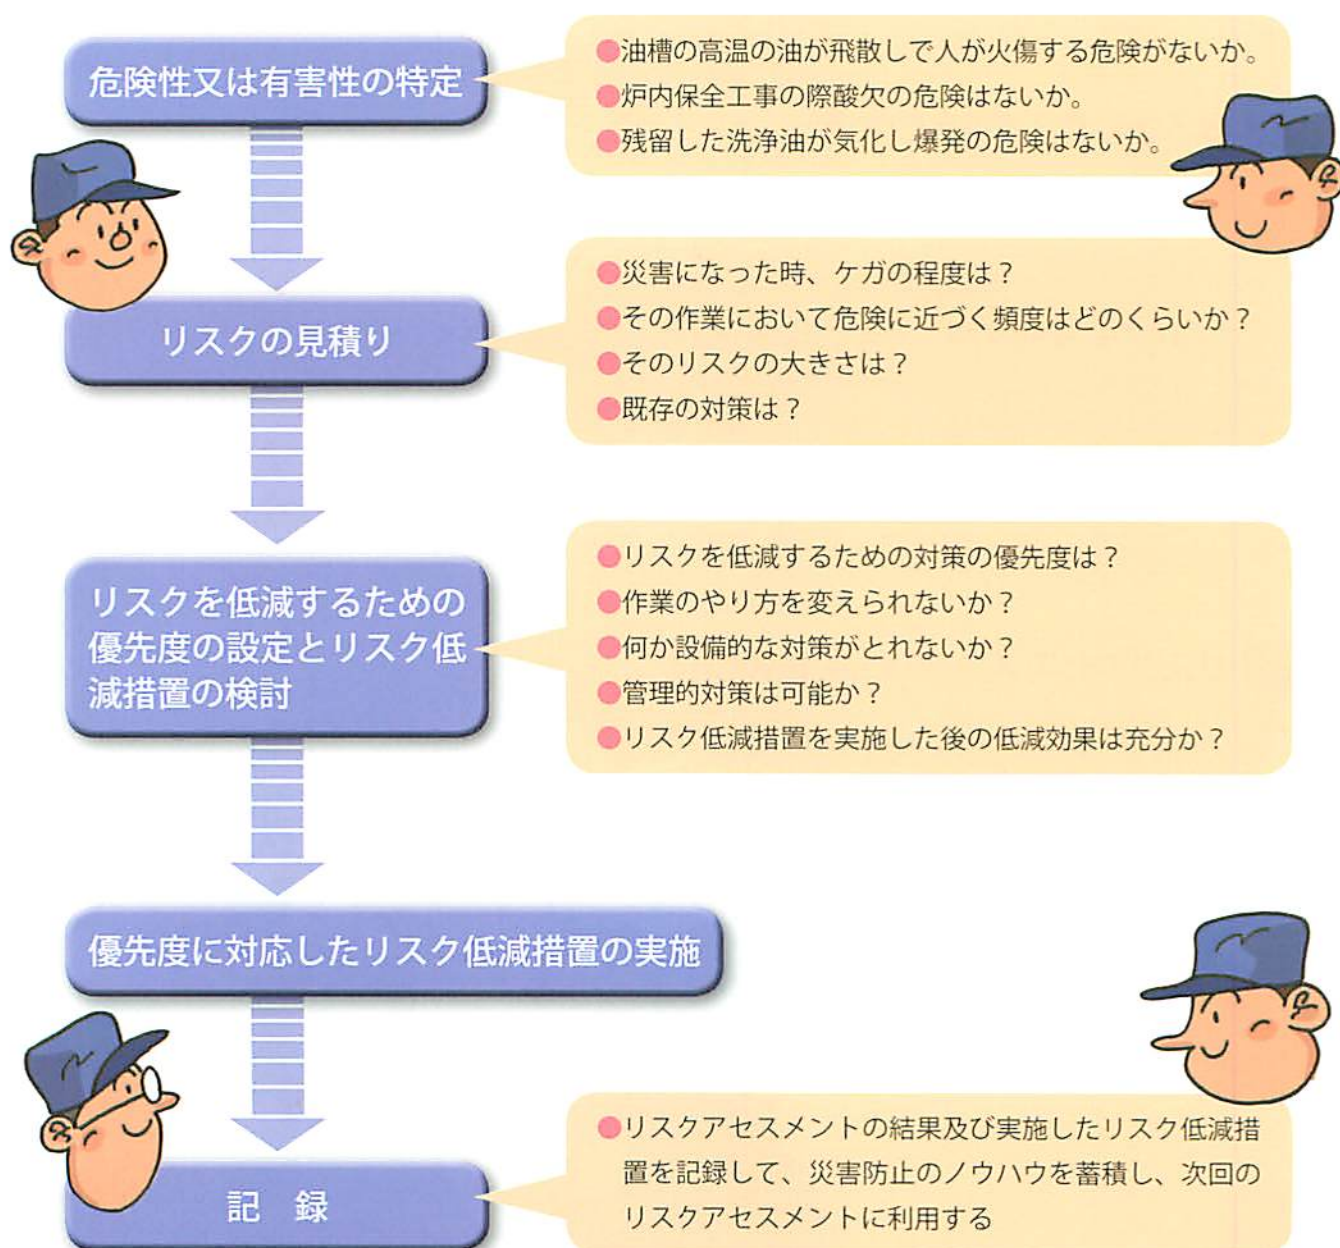 危険性又は有害性の特定
●油槽の高温の油が飛散しで人が火傷する危険がないか。
●炉内保全工事の際酸欠の危険はないか。
●残留した洗浄油が気化し爆発の危険はないか。
リスクの見積り
●災害になった時、ケガの程度は？
●その作業において危険に近づく頻度はどのくらいか？
●そのリスクの大きさは？
●既存の対策は？
リスクを低減するための
優先度の設定とリスク低
減措置の検討
●リスクを低減するための対策の優先度は？
●作業のやり方を変えられないか？
●何か設備的な対策がとれないか？
●管理的対策は可能か？
●リスク低減措置を実施した後の低減効果は充分か？
優先度に対応したリスク低減措置の実施
記　録
●リスクアセスメントの結果及び実施したリスク低減措
置を記録して、災害防止のノウハウを蓄積し、次回の
リスクアセスメントに利用する